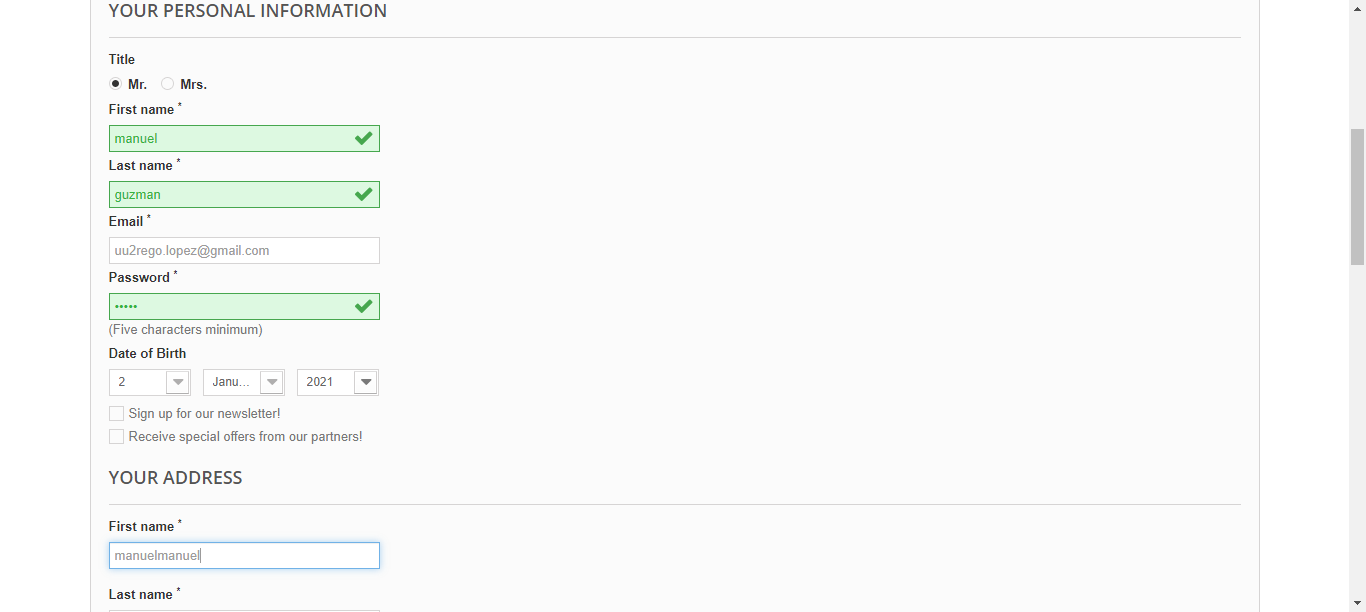 YOUR PERSONAL INFORMATION
Title
Mr. Mrs.
First name *
manuel
Last name *
guzman
Email *
uu2rego.lopez@gmail.com
Password *
•••••
(Five characters minimum)
Date of Birth
2 Janu... 2021
Sign up for our newsletter!
Receive special offers from our partners!
YOUR ADDRESS
First name *
manuelmanuel
Last name *